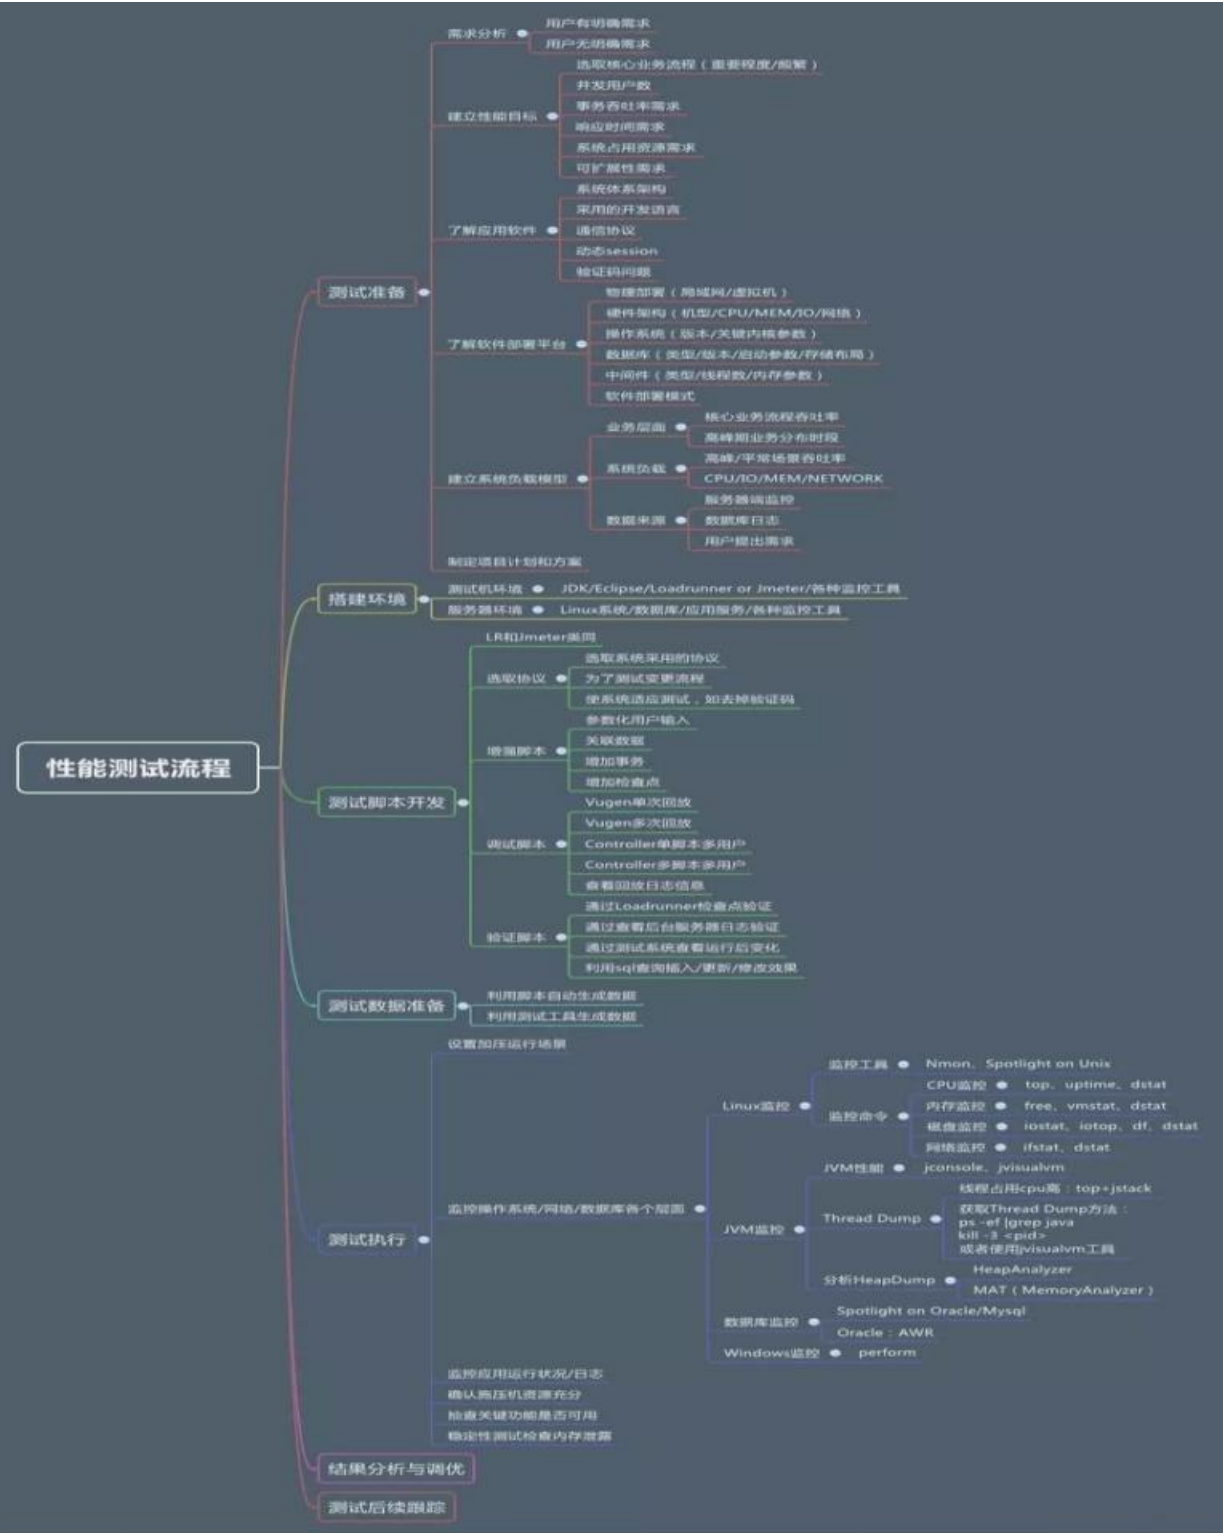 性能测试流程
测试准备
需求分析
用户有明确需求
用户无明确需求
建立性能目标
选取核心业务流程（重要程度/频繁）
并发用户数
事务吞吐率需求
响应时间需求
系统占用资源需求
可扩展性需求
了解应用软件
系统体系架构
采用的开发语言
通信协议
动态session
验证码问题
了解软件部署平台
物理部署（局域网/虚拟机）
硬件架构（机型/CPU/MEM/IO/网络）
操作系统（版本/关键内核参数）
数据库（类型/版本/启动参数/存储布局）
中间件（类型/线程数/内存参数）
软件部署模式
建立系统负载模型
业务层面
核心业务流程吞吐率
高峰期业务分布时段
系统负载
高峰/平常场景吞吐率
CPU/IO/MEM/NETWORK
数据来源
服务器端监控
数据库日志
用户提出需求
制定项目计划和方案
搭建环境
测试机环境
JDK/Eclipse/Loadrunner or Jmeter/各种监控工具
服务器环境
Linux系统/数据库/应用服务/各种监控工具
测试脚本开发
LR和Jmeter类同
选取协议
选取系统采用的协议
为了测试变更流程
使系统适应测试，如去掉验证码
增强脚本
参数化用户输入
关联数据
增加事务
增加检查点
调试脚本
Vugen单次回放
Vugen多次回放
Controller单脚本多用户
Controller多脚本多用户
查看回放日志信息
验证脚本
通过Loadrunner检查点验证
通过查看后台服务器日志验证
通过测试系统查看运行后变化
利用sql查询插入/更新/修改效果
测试数据准备
利用脚本自动生成数据
利用测试工具生成数据
测试执行
设置加压运行场景
监控操作系统/网络/数据库各个层面
Linux监控
监控工具
Nmon、Spotlight on Unix
监控命令
CPU监控
top、uptime、dstat
内存监控
free、vmstat、dstat
磁盘监控
iostat、iotop、df、dstat
网络监控
ifstat、dstat
JVM监控
JVM性能
jconsole、jvisualvm
Thread Dump
线程占用cpu高：top+jstack
获取Thread Dump方法：
ps -ef |grep java
kill -3 <pid>
或者使用jvisualvm工具
分析HeapDump
HeapAnalyzer
MAT（MemoryAnalyzer）
数据库监控
Spotlight on Oracle/Mysql
Oracle：AWR
Windows监控
perform
监控应用运行状况/日志
确认施压机资源充分
检查关键功能是否可用
稳定性测试检查内存泄露
结果分析与调优
测试后续跟踪